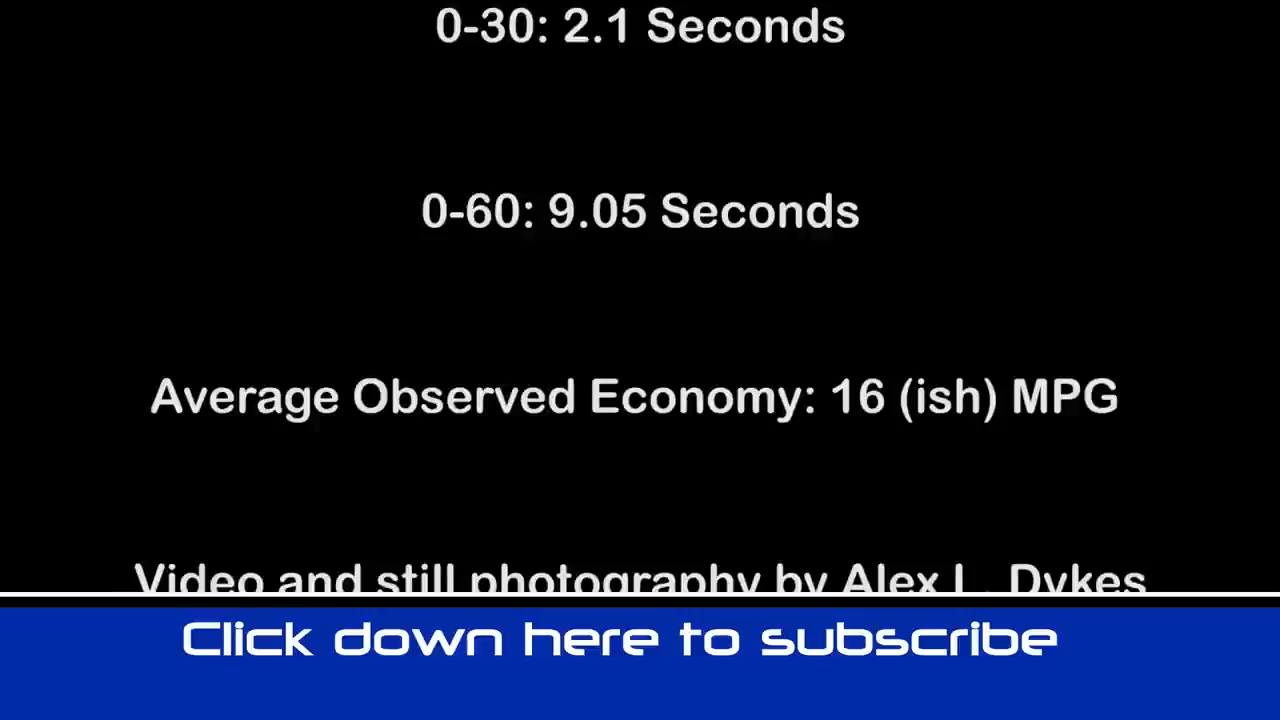 0-30: 2.1 Seconds
0-60: 9.05 Seconds
Average Observed Economy: 16 (ish) MPG
Video and still photography by Alex L. Dykes
Click down here to subscribe